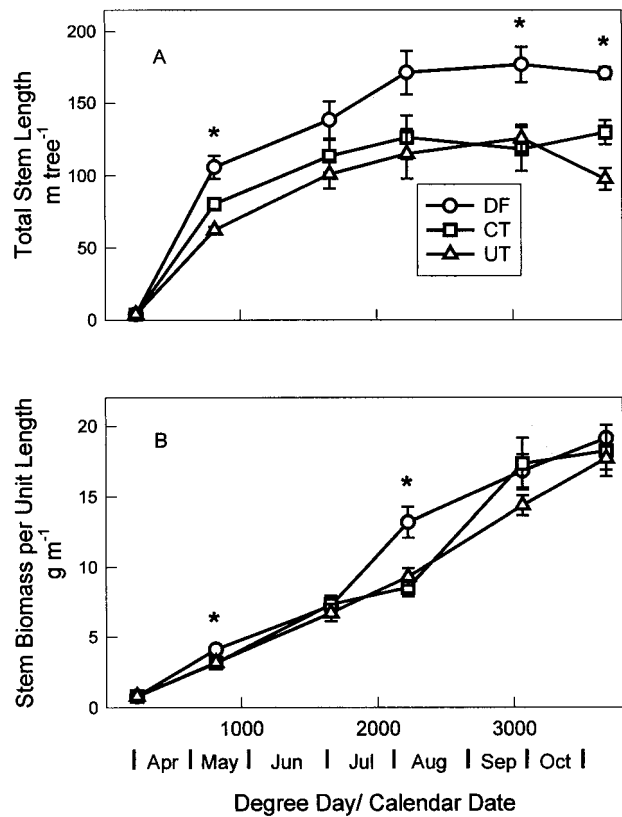 200
150
100
50
0
Total Stem Length
m tree-1
A
*
*
*
DF
CT
UT
20
15
10
5
0
Stem Biomass per Unit Length
g m-1
B
*
*
1000 2000 3000
Apr May Jun Jul Aug Sep Oct
Degree Day/ Calendar Date